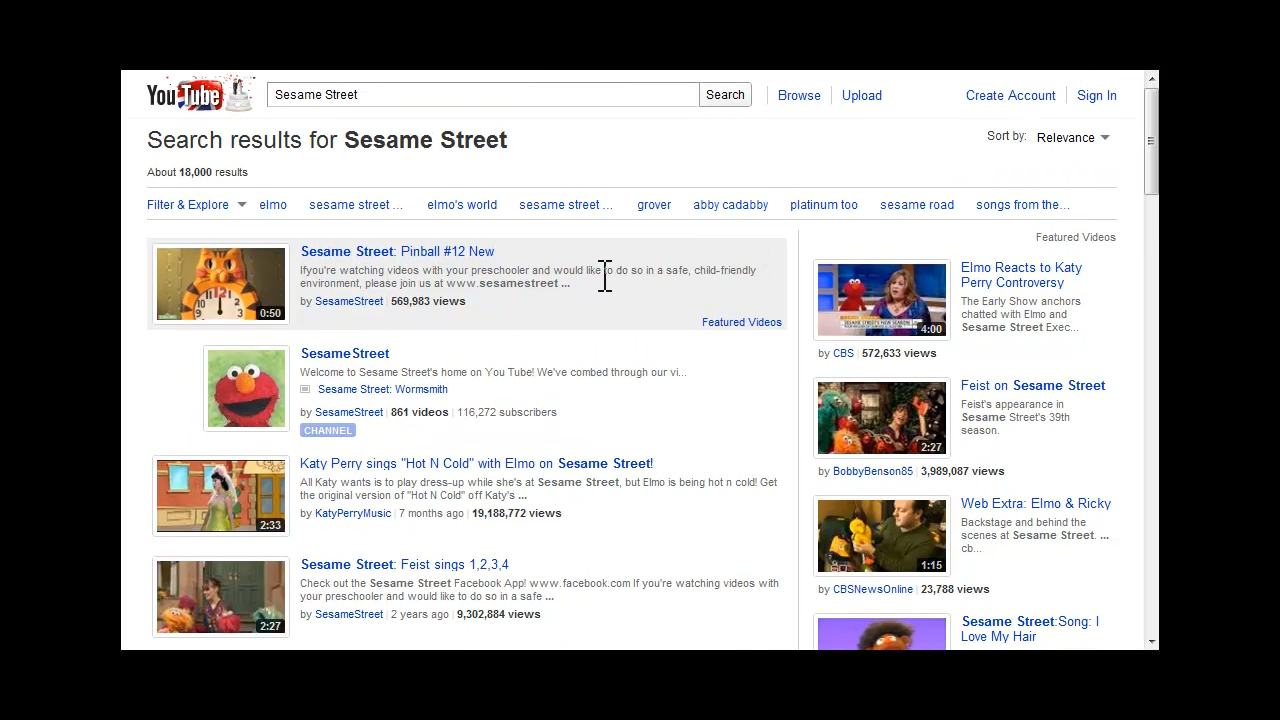 YouTube
Sesame Street
Search
Browse
Upload
Create Account
Sign In
Search results for Sesame Street
Sort by: Relevance
About 18,000 results
Filter & Explore
elmo
sesame street ...
elmo's world
sesame street ...
grover
abby cadabby
platinum too
sesame road
songs from the...
Sesame Street: Pinball #12 New
Ifyou're watching videos with your preschooler and would like to do so in a safe, child-friendly
environment, please join us at www.sesamestreet ...
by SesameStreet | 569,983 views
0:50
Featured Videos
SesameStreet
Welcome to Sesame Street's home on You Tube! We've combed through our vi...
Sesame Street: Wormsmith
by SesameStreet | 861 videos | 116,272 subscribers
CHANNEL
Katy Perry sings "Hot N Cold" with Elmo on Sesame Street!
All Katy wants is to play dress-up while she's at Sesame Street, but Elmo is being hot n cold! Get
the original version of "Hot N Cold" off Katy's ...
by KatyPerryMusic | 7 months ago | 19,188,772 views
2:33
Sesame Street: Feist sings 1,2,3,4
Check out the Sesame Street Facebook App! www.facebook.com If you're watching videos with
your preschooler and would like to do so in a safe ...
by SesameStreet | 2 years ago | 9,302,884 views
2:27
Featured Videos
Elmo Reacts to Katy
Perry Controversy
The Early Show anchors
chatted with Elmo and
Sesame Street Exec...
4:00
by CBS | 572,633 views
Feist on Sesame Street
Feist's appearance in
Sesame Street's 39th
season.
2:27
by BobbyBenson85 | 3,989,087 views
Web Extra: Elmo & Ricky
Backstage and behind the
scenes at Sesame Street. ...
cb...
1:15
by CBSNewsOnline | 23,788 views
Sesame Street:Song: I
Love My Hair